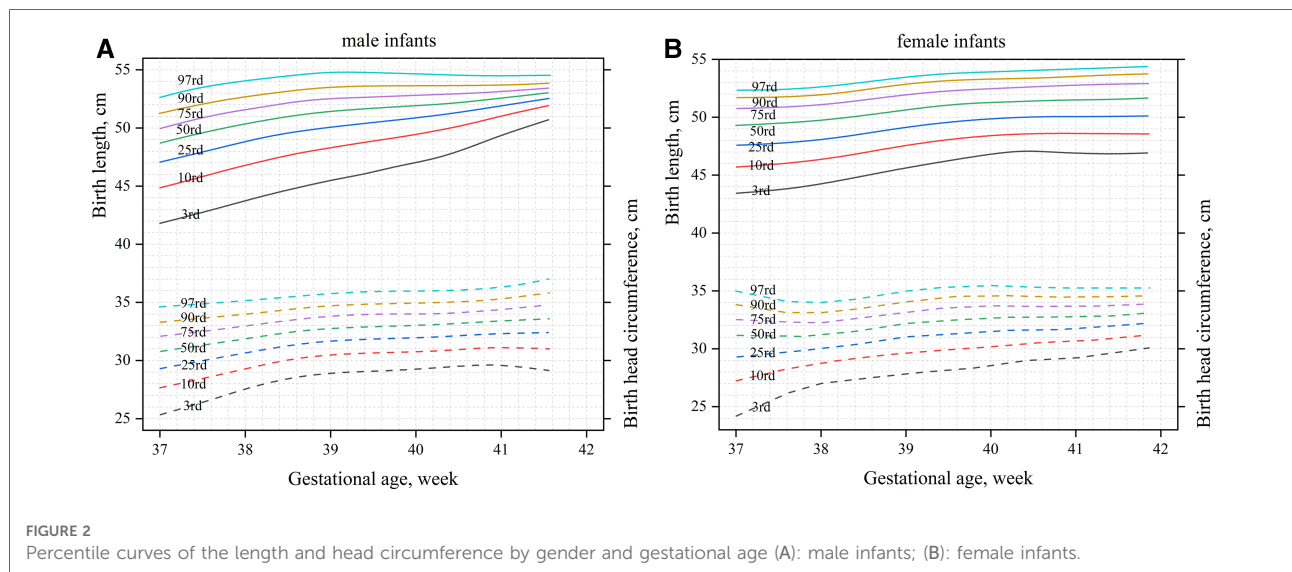 A
male infants
55
50
45
40
35
30
25
Birth length, cm
97rd
90rd
75rd
50rd
25rd
10rd
3rd
97rd
90rd
75rd
50rd
25rd
10rd
3rd
Birth head circumference, cm
37 38 39 40 41 42
Gestational age, week
B
female infants
55
50
45
40
35
30
25
Birth length, cm
97rd
90rd
75rd
50rd
25rd
10rd
3rd
97rd
90rd
75rd
50rd
25rd
10rd
3rd
Birth head circumference, cm
37 38 39 40 41 42
Gestational age, week
FIGURE 2
Percentile curves of the length and head circumference by gender and gestational age (A): male infants; (B): female infants.